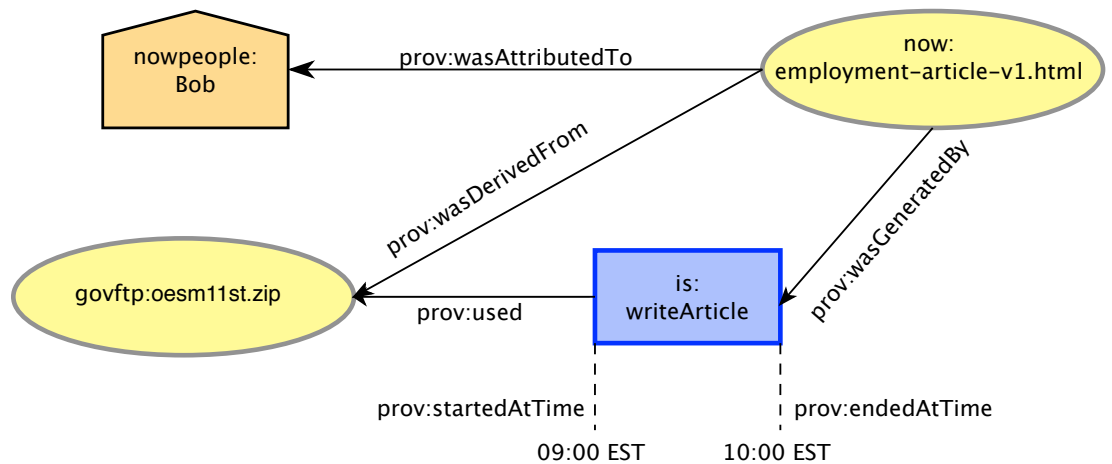 nowpeople:
Bob
prov:wasAttributedTo
now:
employment-article-v1.html
prov:wasDerivedFrom
prov:wasGeneratedBy
govftp:oesm11st.zip
prov:used
is:
writeArticle
prov:startedAtTime
prov:endedAtTime
09:00 EST
10:00 EST